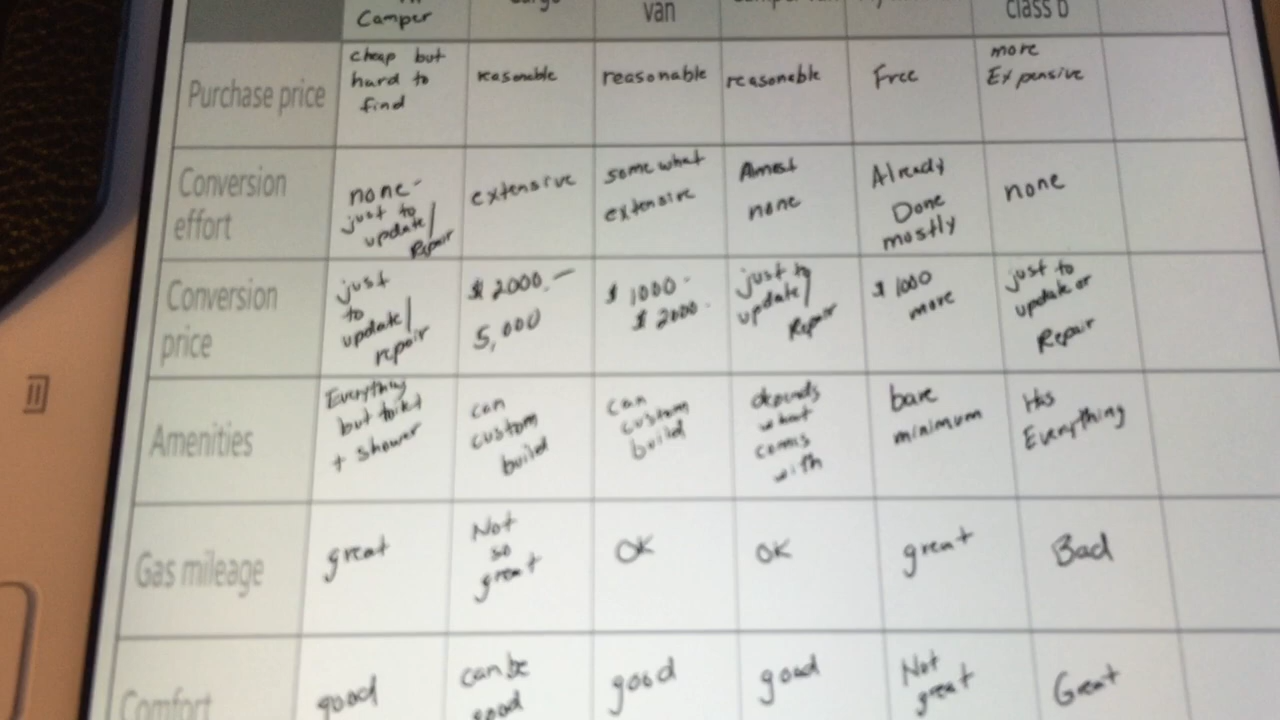 Camper
van
class b
Purchase price
cheap but
hard to
find
reasonable
reasonable
reasonable
Free
more
Expensive
Conversion
effort
none-
just to
update/
Repair
extensive
some what
extensive
Almost
none
Already
Done
mostly
none
Conversion
price
just
to
update/
repair
$ 2000.-
5,000
$ 1000-
$ 2000.
just to
update/
Repair
$ 1000
more
just to
update or
Repair
Amenities
Everything
but toilet
+ shower
can
custom
build
can
custom
build
depends
what
comes
with
bare
minimum
Has
Everything
Gas mileage
great
Not
so
great
OK
OK
great
Bad
Comfort
good
can be
good
good
good
Not
great
Great